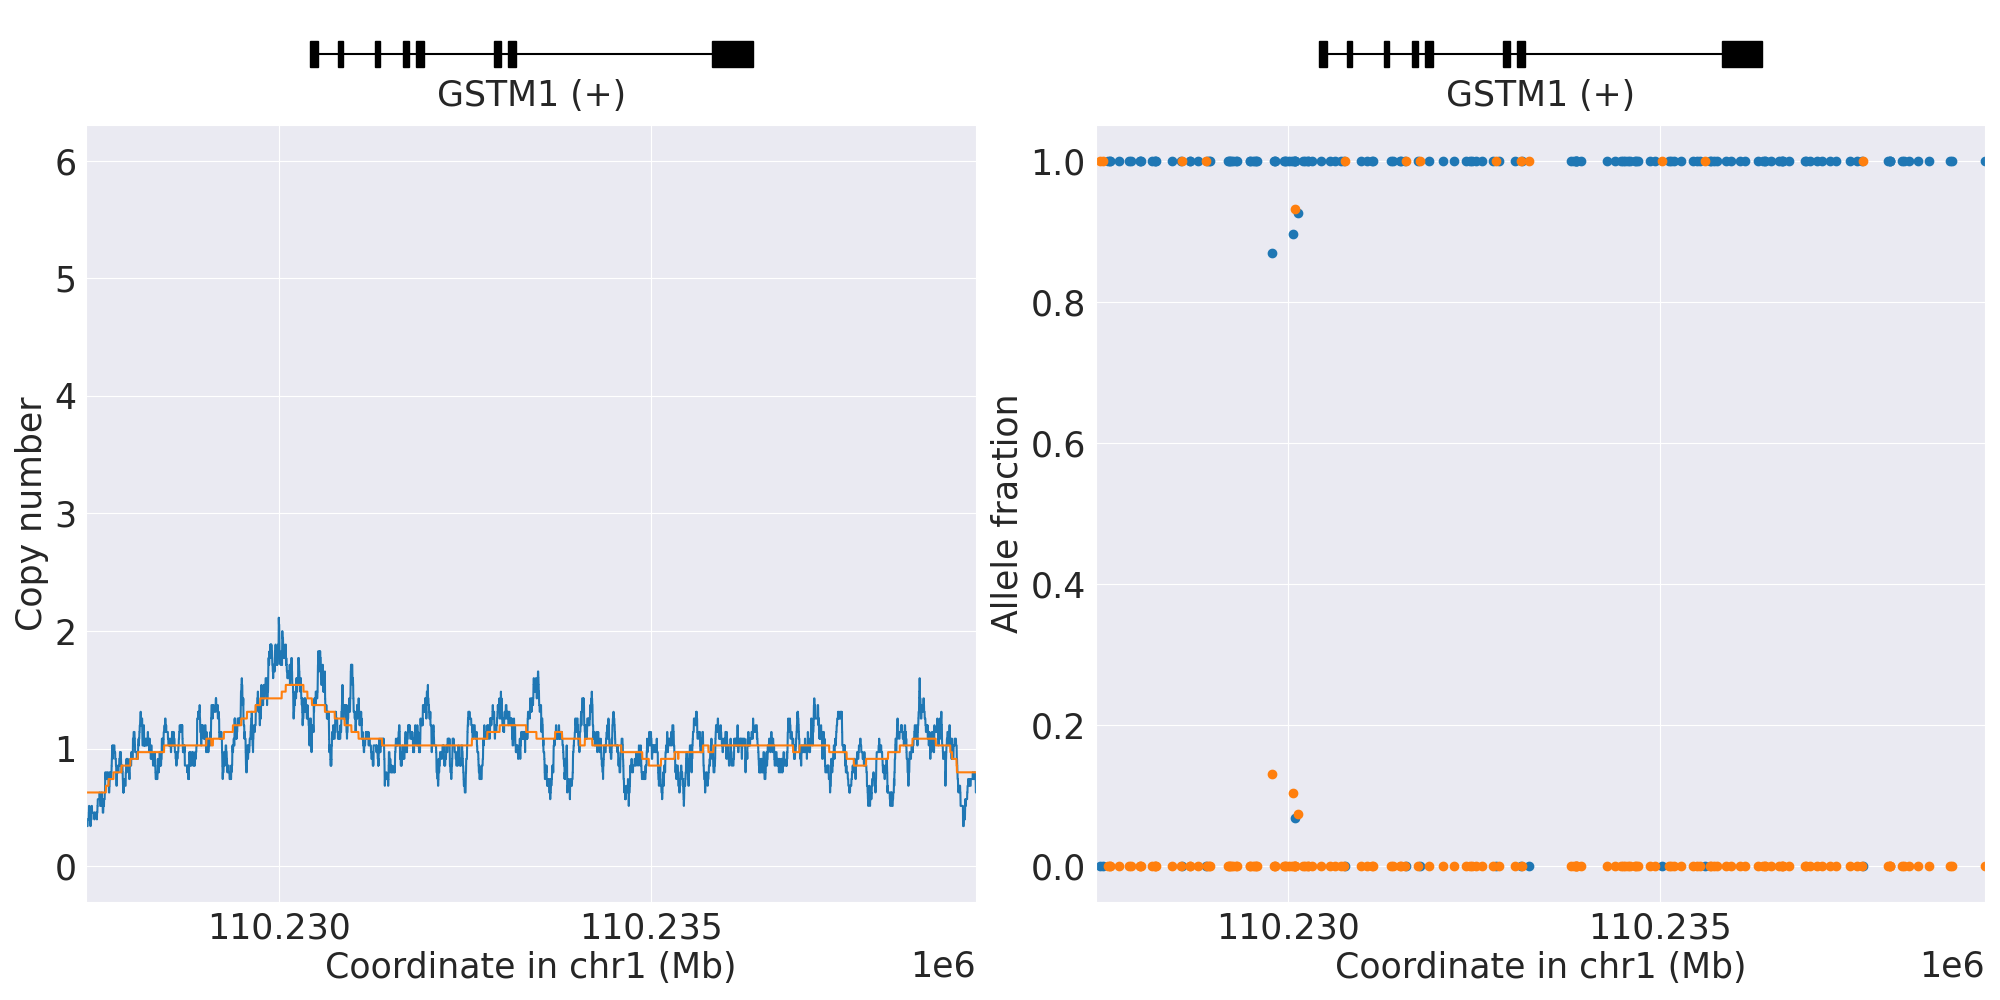 GSTM1 (+)
6
5
4
3
2
1
0
Copy number
110.230
110.235
Coordinate in chr1 (Mb)
1e6
GSTM1 (+)
1.0
0.8
0.6
0.4
0.2
0.0
Allele fraction
110.230
110.235
Coordinate in chr1 (Mb)
1e6